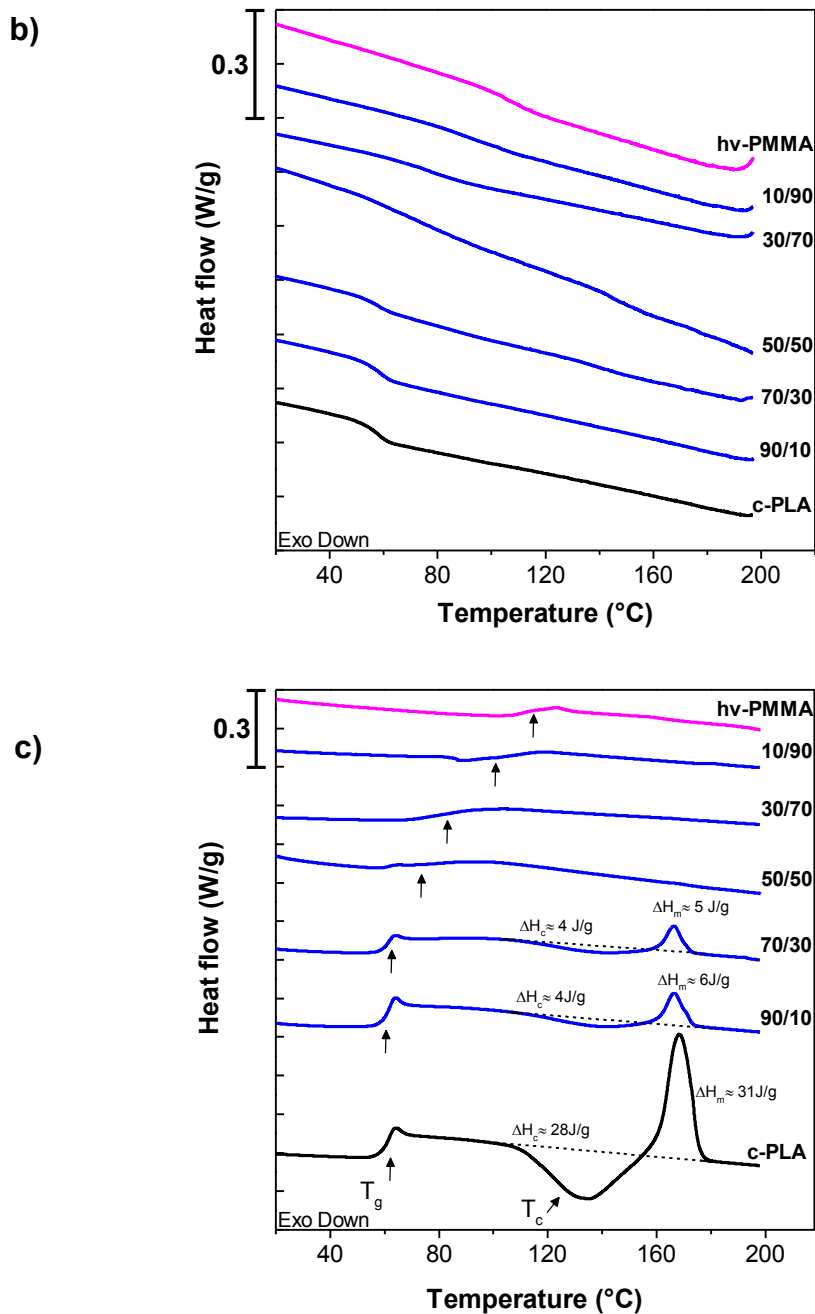 b)
0.3
Heat flow (W/g)
hv-PMMA
10/90
30/70
50/50
70/30
90/10
c-PLA
Exo Down
40 80 120 160 200
Temperature (°C)
c)
0.3
Heat flow (W/g)
hv-PMMA
10/90
30/70
50/50
ΔHc ≈ 4 J/g ΔHm ≈ 5 J/g
70/30
ΔHc ≈ 4J/g ΔHm ≈ 6J/g
90/10
ΔHc ≈ 28J/g ΔHm ≈ 31J/g
c-PLA
Tg Tc
Exo Down
40 80 120 160 200
Temperature (°C)